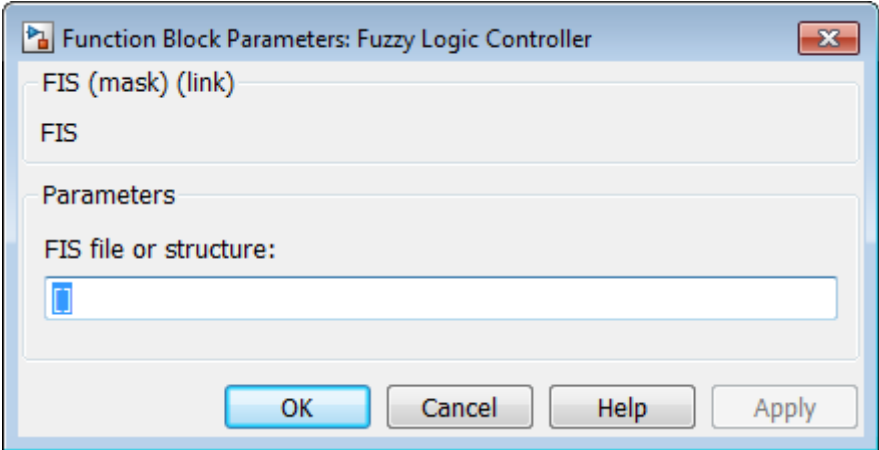 Function Block Parameters: Fuzzy Logic Controller
FIS (mask) (link)
FIS
Parameters
FIS file or structure:
[]
OK Cancel Help Apply